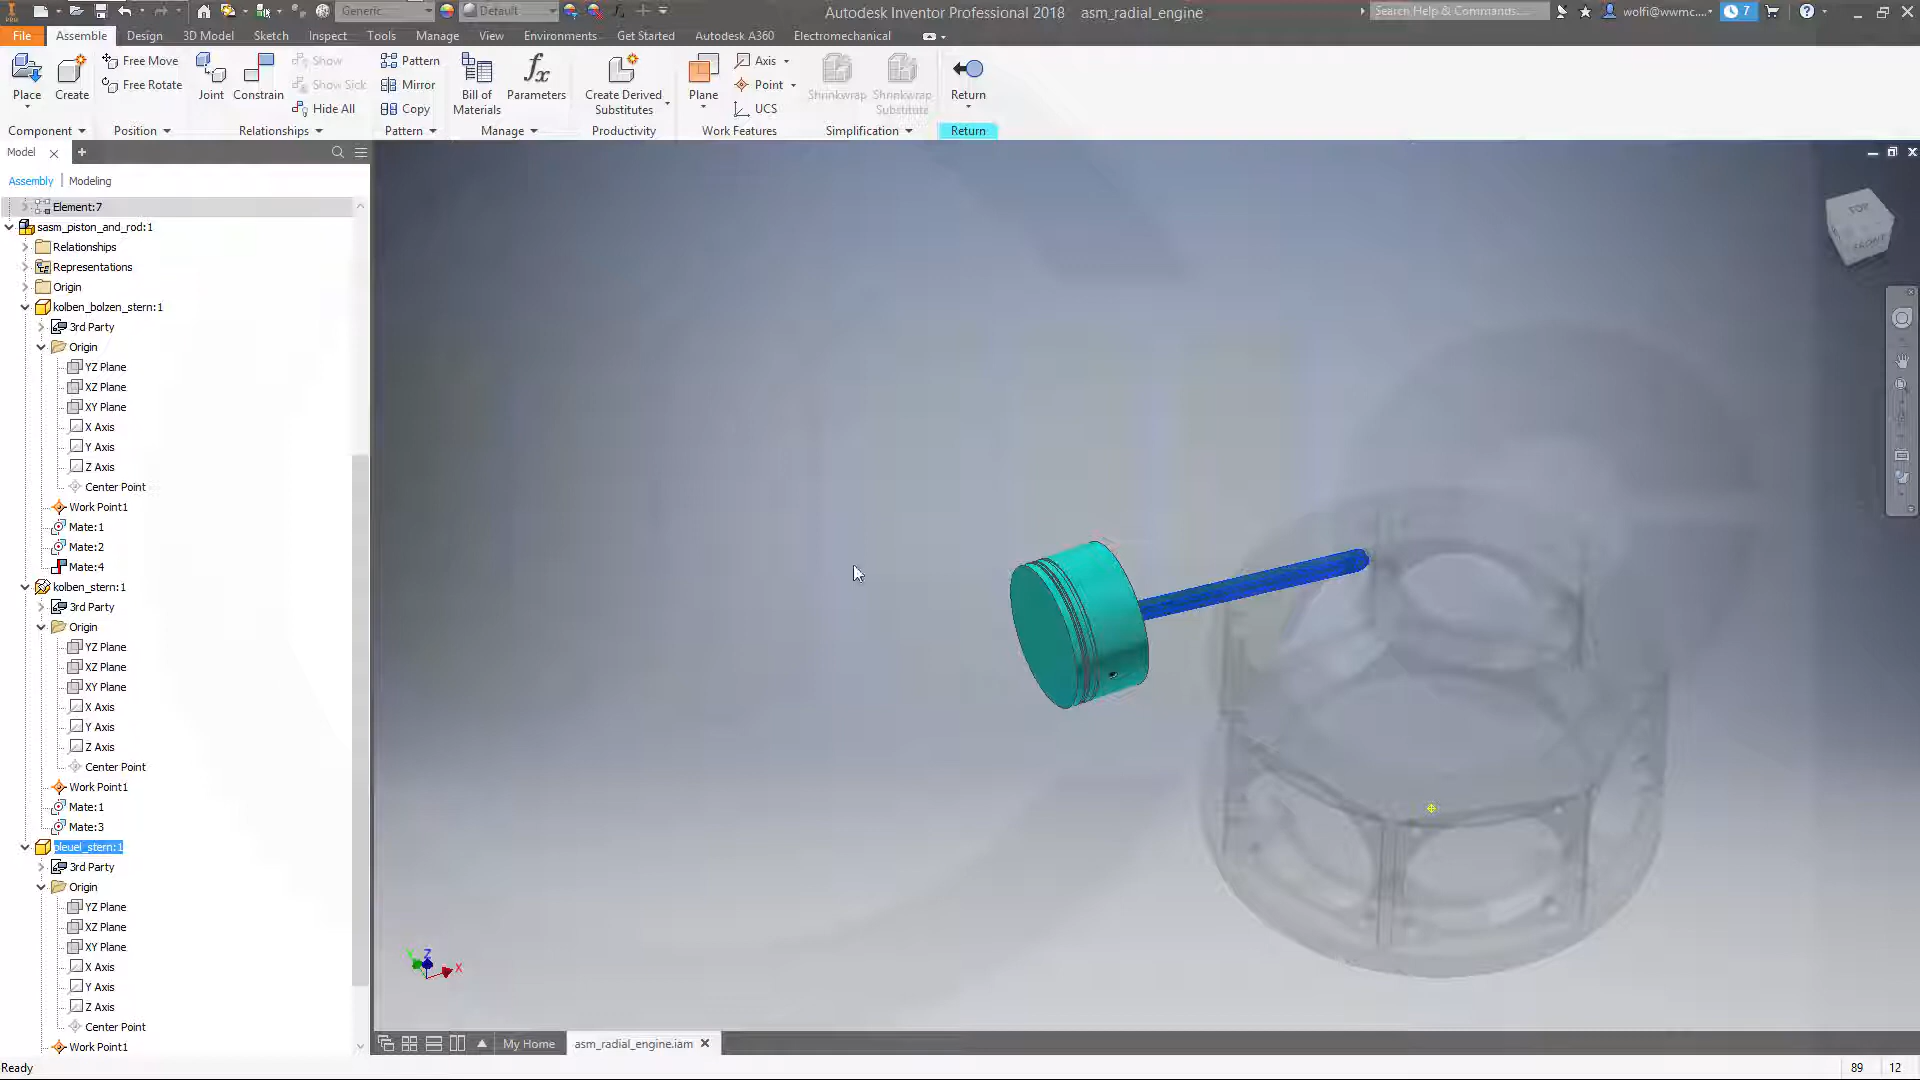 Generic
Default
Autodesk Inventor Professional 2018 asm_radial_engine
Search Help & Commands...
wolfi@wwmc...
7
File Assemble Design 3D Model Sketch Inspect Tools Manage View Environments Get Started Autodesk A360 Electromechanical
Place
Create
Free Move
Free Rotate
Joint
Constrain
Show
Show Sick
Hide All
Pattern
Mirror
Copy
Bill of
Materials
Parameters
Create Derived
Substitutes
Plane
Axis
Point
UCS
Shrinkwrap
Shrinkwrap
Substitute
Return
Component Position Relationships Pattern Manage Productivity Work Features Simplification Return
Model
Assembly Modeling
Element:7
sasm_piston_and_rod:1
Relationships
Representations
Origin
kolben_bolzen_stern:1
3rd Party
Origin
YZ Plane
XZ Plane
XY Plane
X Axis
Y Axis
Z Axis
Center Point
Work Point1
Mate:1
Mate:2
Mate:4
kolben_stern:1
3rd Party
Origin
YZ Plane
XZ Plane
XY Plane
X Axis
Y Axis
Z Axis
Center Point
Work Point1
Mate:1
Mate:3
pleuel_stern:1
3rd Party
Origin
YZ Plane
XZ Plane
XY Plane
X Axis
Y Axis
Z Axis
Center Point
Work Point1
TOP
FRONT
Y Z X
My Home asm_radial_engine.iam
Ready
89 12